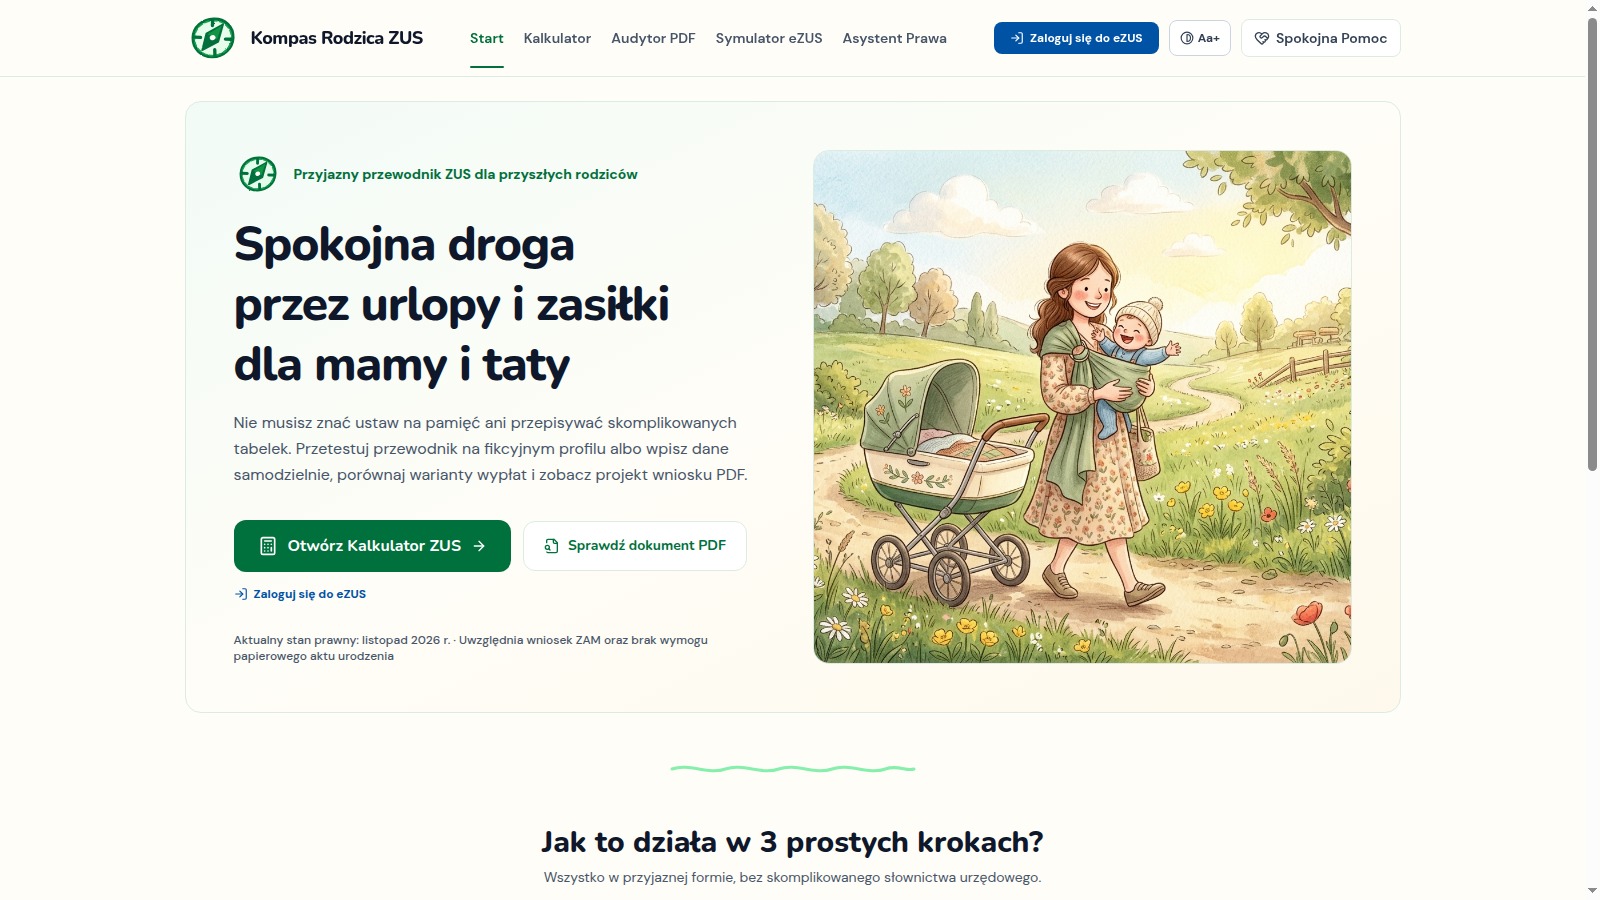 Kompas Rodzica ZUS
Start
Kalkulator
Audytor PDF
Symulator eZUS
Asystent Prawa
Zaloguj się do eZUS
Aa+
Spokojna Pomoc
Przyjazny przewodnik ZUS dla przyszłych rodziców
Spokojna droga
przez urlopy i zasiłki
dla mamy i taty
Nie musisz znać ustaw na pamięć ani przepisywać skomplikowanych
tabelek. Przetestuj przewodnik na fikcyjnym profilu albo wpisz dane
samodzielnie, porównaj warianty wypłat i zobacz projekt wniosku PDF.
Otwórz Kalkulator ZUS
Sprawdź dokument PDF
Zaloguj się do eZUS
Aktualny stan prawny: listopad 2026 r. · Uwzględnia wniosek ZAM oraz brak wymogu
papierowego aktu urodzenia
Jak to działa w 3 prostych krokach?
Wszystko w przyjaznej formie, bez skomplikowanego słownictwa urzędowego.